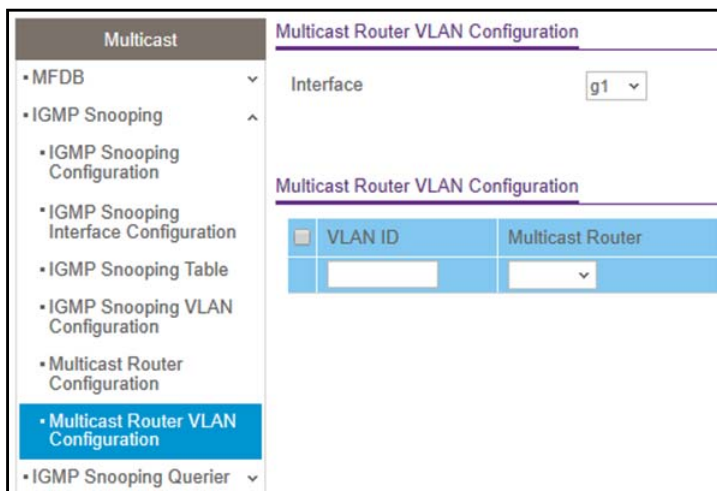 Multicast
▪ MFDB
▪ IGMP Snooping
▪ IGMP Snooping
Configuration
▪ IGMP Snooping
Interface Configuration
▪ IGMP Snooping Table
▪ IGMP Snooping VLAN
Configuration
▪ Multicast Router
Configuration
▪ Multicast Router VLAN
Configuration
▪ IGMP Snooping Querier
Multicast Router VLAN Configuration
Interface
g1
Multicast Router VLAN Configuration
VLAN ID
Multicast Router